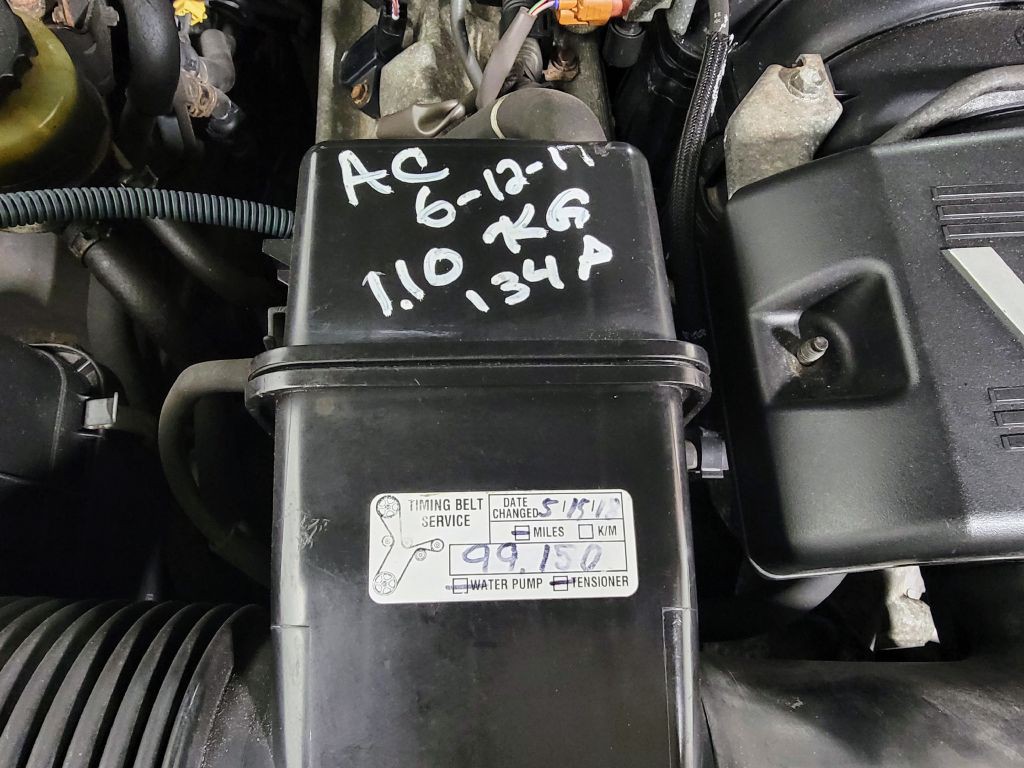 AC
6-12-17
1.10 KG
134A
TIMING BELT SERVICE
DATE CHANGED 5/15/18
MILES K/M
99,150
WATER PUMP TENSIONER